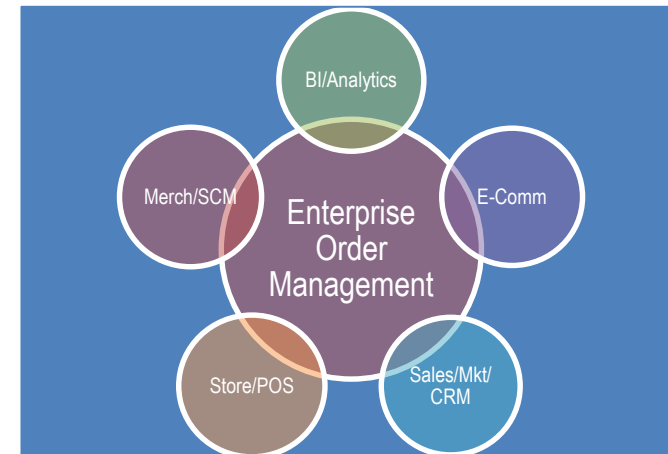 BI/Analytics
Merch/SCM
E-Comm
Enterprise
Order
Management
Store/POS
Sales/Mkt/
CRM